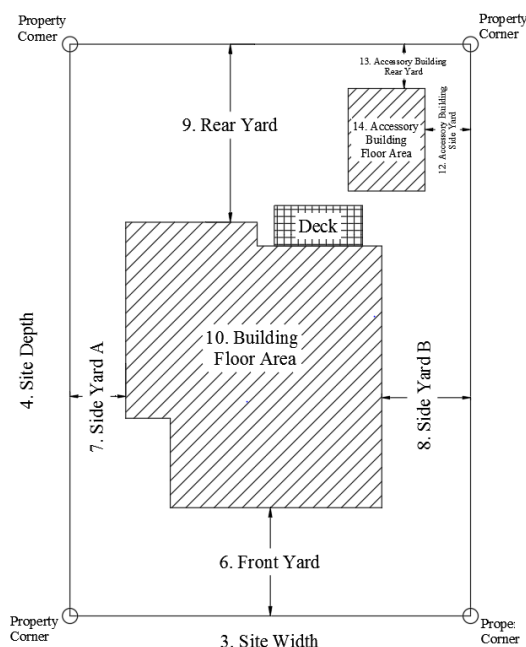 Property
Corner
Property
Corner
13. Accessory Building
Rear Yard
9. Rear Yard
14. Accessory
Building
Floor Area
12. Accessory Building
Side Yard
Deck
10. Building
Floor Area
4. Site Depth
7. Side Yard A
8. Side Yard B
6. Front Yard
Property
Corner
3. Site Width
Corner